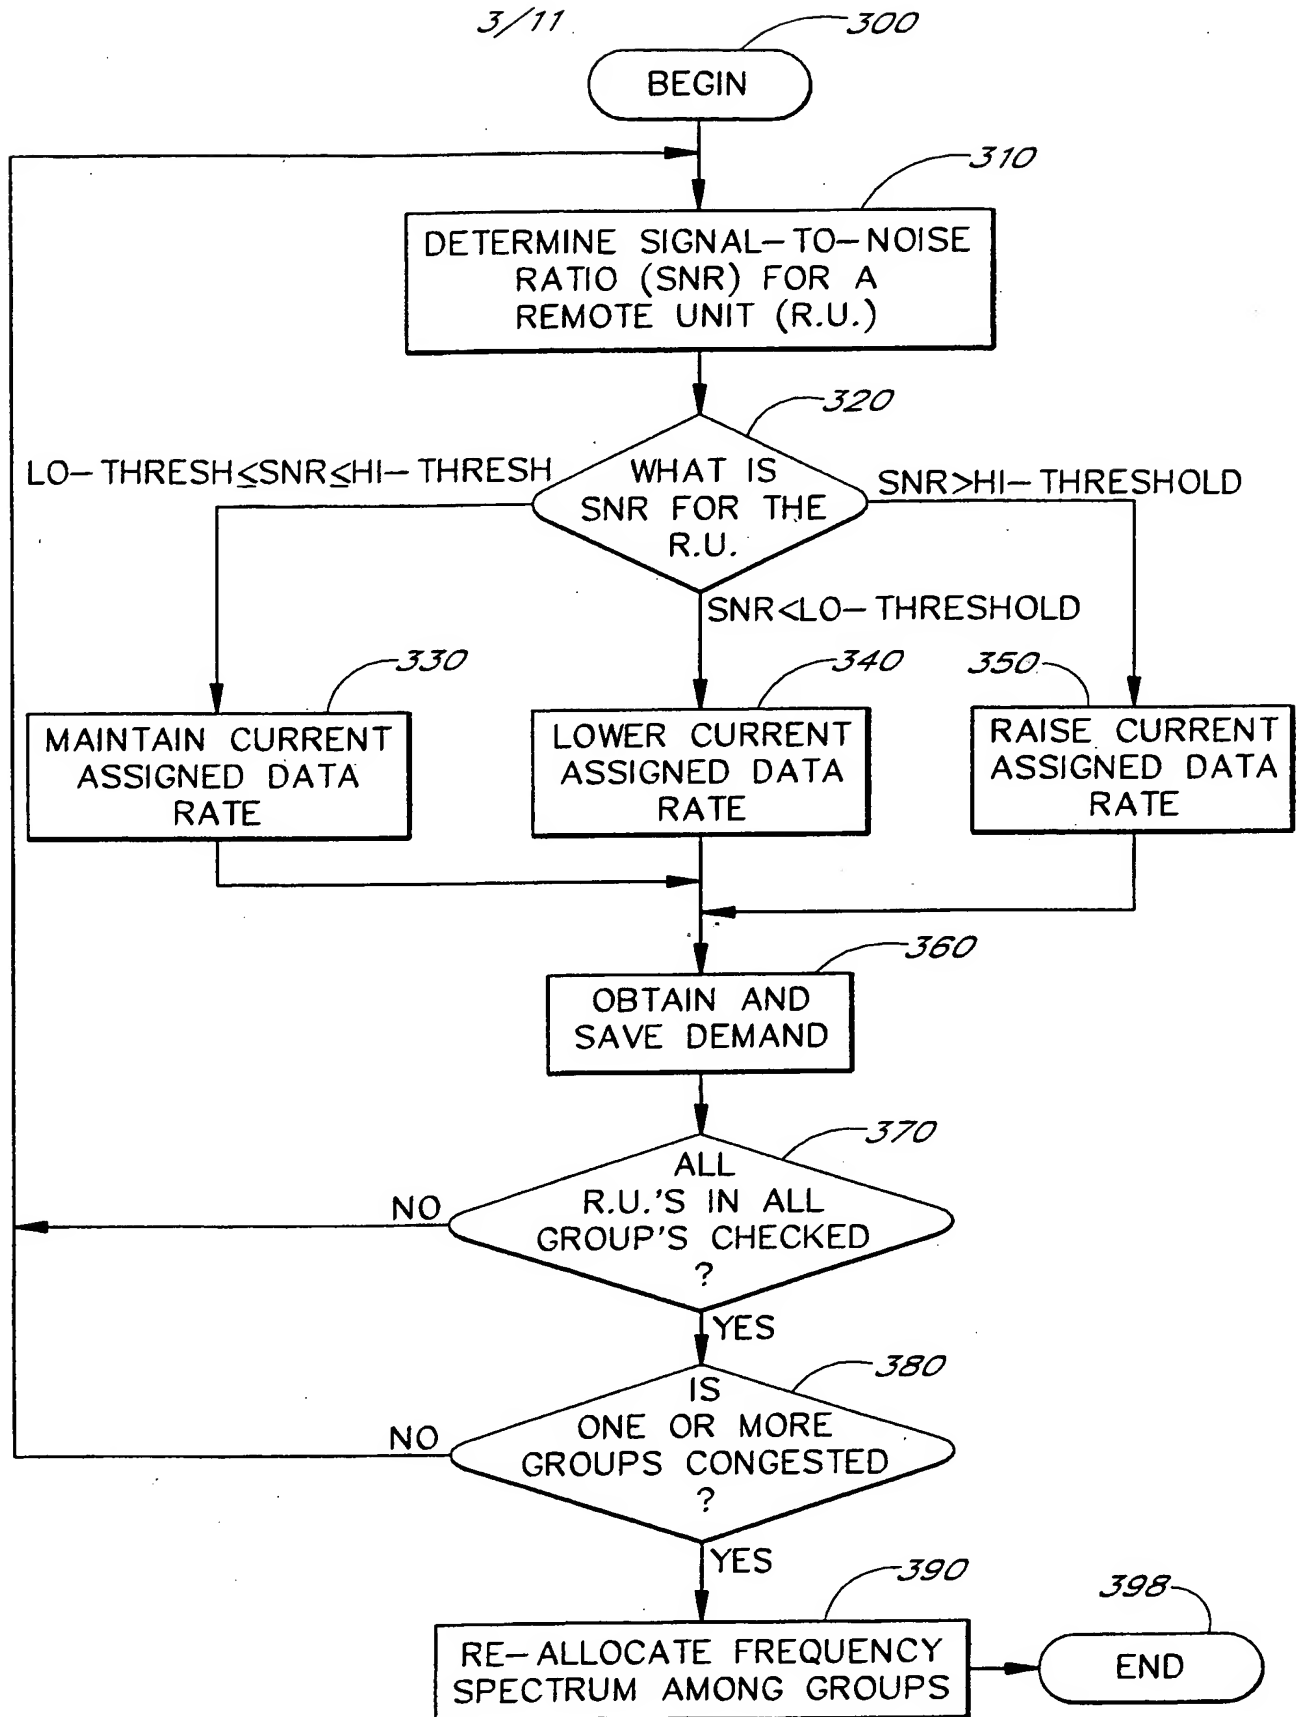 3/11
300
BEGIN
310
DETERMINE SIGNAL-TO-NOISE
RATIO (SNR) FOR A
REMOTE UNIT (R.U.)
320
LO-THRESH≤SNR≤HI-THRESH
WHAT IS
SNR FOR THE
R.U.
SNR>HI-THRESHOLD
SNR<LO-THRESHOLD
330
MAINTAIN CURRENT
ASSIGNED DATA
RATE
340
LOWER CURRENT
ASSIGNED DATA
RATE
350
RAISE CURRENT
ASSIGNED DATA
RATE
360
OBTAIN AND
SAVE DEMAND
370
ALL
R.U.'S IN ALL
GROUP'S CHECKED
?
NO
YES
380
IS
ONE OR MORE
GROUPS CONGESTED
?
NO
YES
390
RE-ALLOCATE FREQUENCY
SPECTRUM AMONG GROUPS
398
END